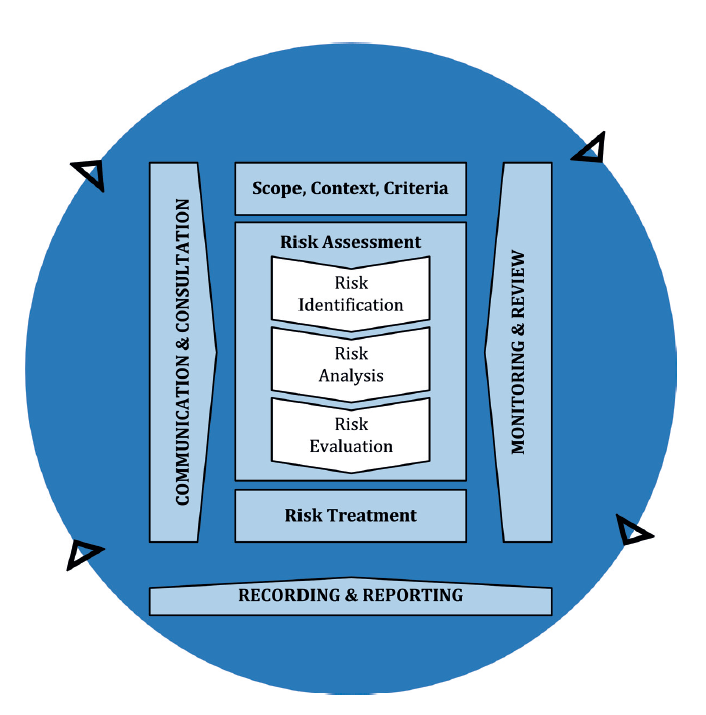 Scope, Context, Criteria
Risk Assessment
Risk
Identification
Risk
Analysis
Risk
Evaluation
Risk Treatment
COMMUNICATION & CONSULTATION
MONITORING & REVIEW
RECORDING & REPORTING